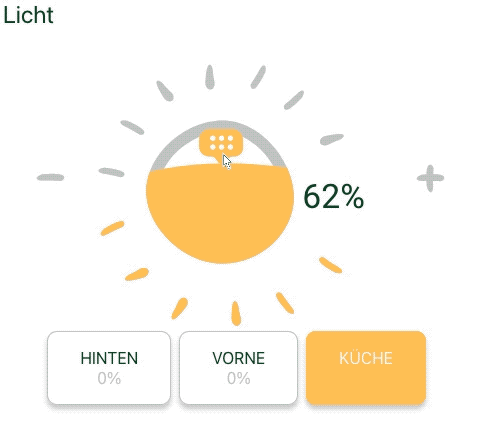 Licht
62%
HINTEN
0%
VORNE
0%
KÜCHE